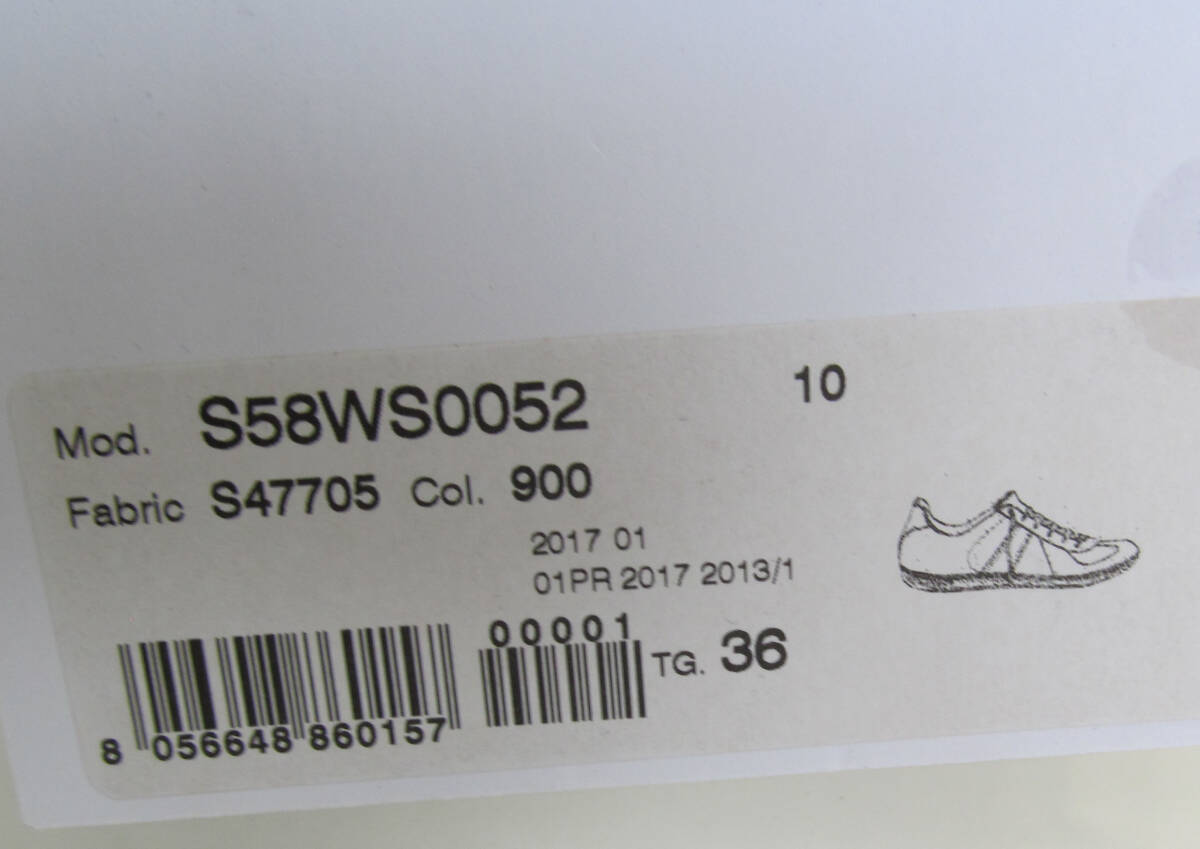 Mod. S58WS0052 10
Fabric S47705 Col. 900
2017 01
01PR 2017 2013/1
00001
TG. 36
8 056648 860157